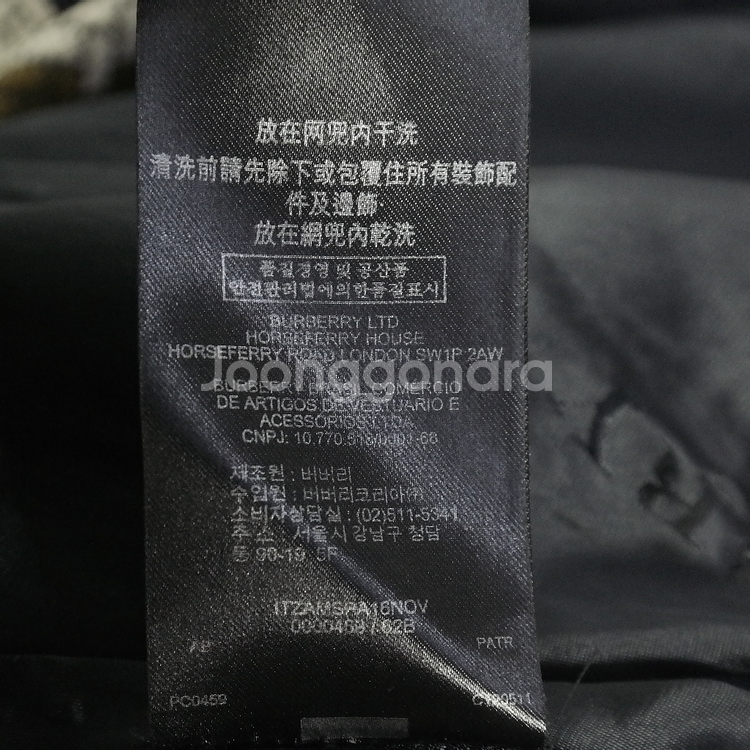 放在网兜内干洗
清洗前請先除下或包覆住所有裝飾配
件及邊飾·
放在網兜內乾洗
품질경영 및 공산품
안전관리법에의한품질표시
BURBERRY LTD
HORSEFERRY HOUSE
HORSEFERRY ROAD LONDON SW1P 2AW
Joonggonara
BURBERRY BRASIL COMERCIO
DE ARTIGOS DE VESTUARIO E
ACESSORIOS LTDA
CNPJ: 10.770.518/0001-68
제조원 : 버버리
수입원 : 버버리코리아㈜
소비자상담실 : (02)511-5341
주소 : 서울시 강남구 청담
동 90-19 5F
ITZAMSPA16NOV
0000459 / 62B
PATR
PC0459